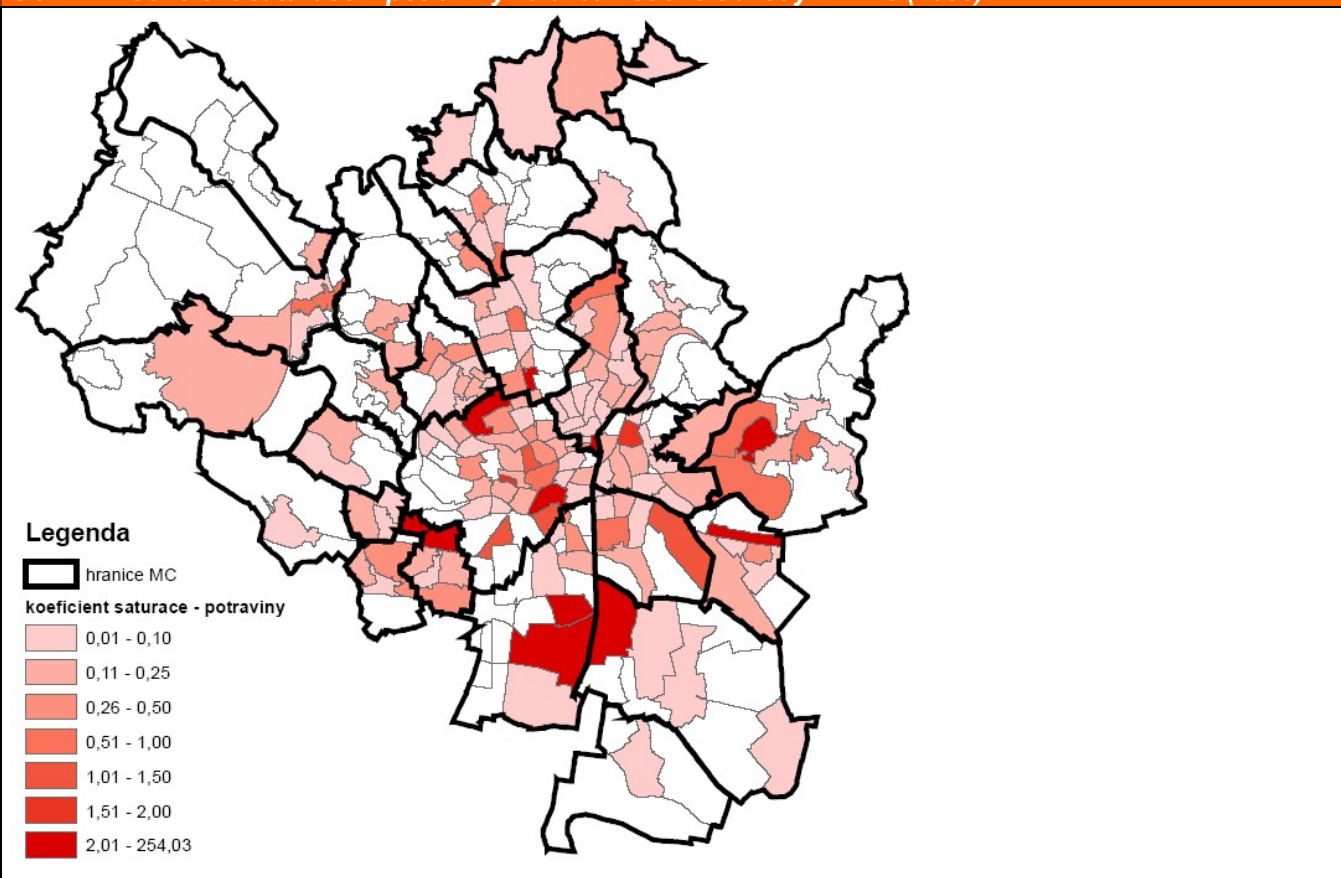 Legenda
hranice MC
koeficient saturace - potraviny
0,01 - 0,10
0,11 - 0,25
0,26 - 0,50
0,51 - 1,00
1,01 - 1,50
1,51 - 2,00
2,01 - 254,03